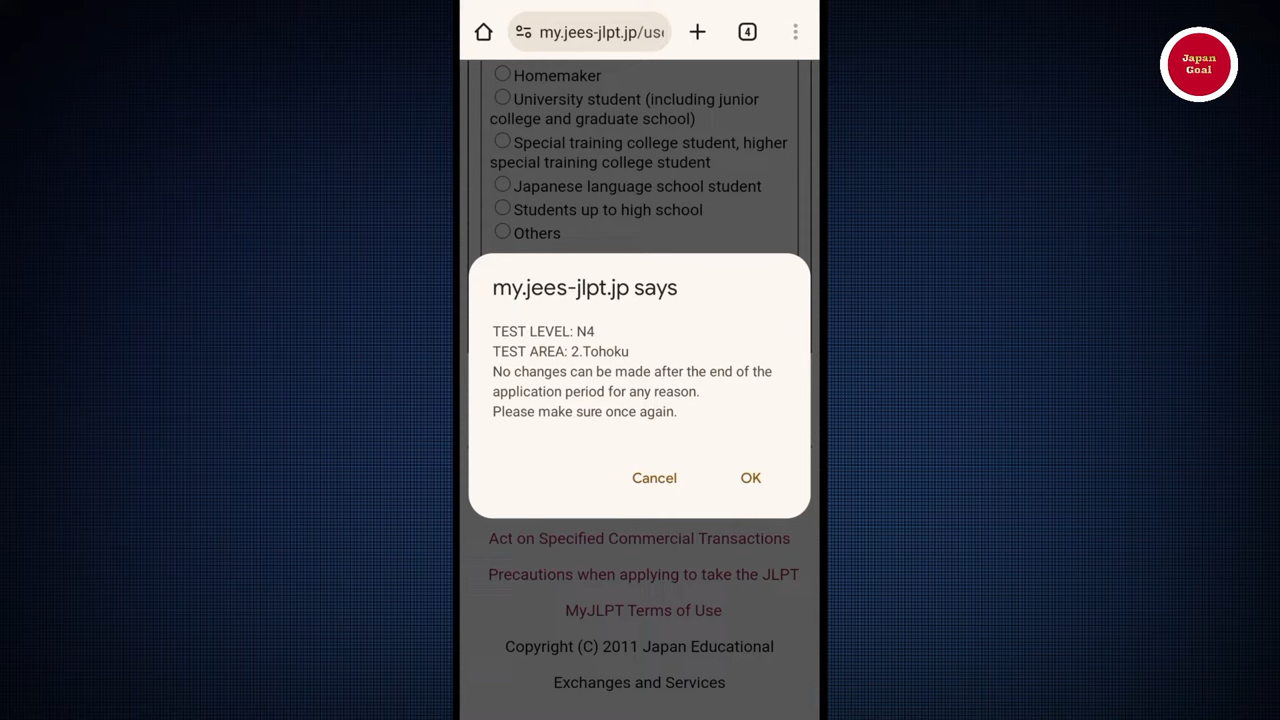 my.jees-jlpt.jp/use
4
Japan
Goal
Homemaker
University student (including junior
college and graduate school)
Special training college student, higher
special training college student
Japanese language school student
Students up to high school
Others
my.jees-jlpt.jp says
TEST LEVEL: N4
TEST AREA: 2.Tohoku
No changes can be made after the end of the
application period for any reason.
Please make sure once again.
Cancel OK
Act on Specified Commercial Transactions
Precautions when applying to take the JLPT
MyJLPT Terms of Use
Copyright (C) 2011 Japan Educational
Exchanges and Services